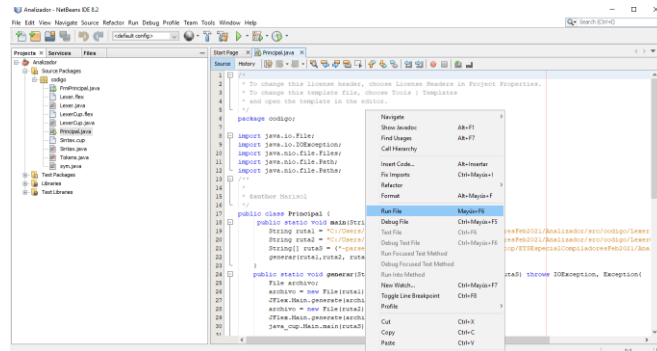 Analizador - NetBeans IDE 8.2
File Edit View Navigate Source Refactor Run Debug Profile Team Tools Window Help
Search (Ctrl+I)
<default config>
Projects Services Files
Start Page Principal.java
Analizador
Source Packages
codigo
FrmPrincipal.java
Lexer.flex
Lexer.java
LexerCup.flex
LexerCup.java
Principal.java
Sintax.cup
Sintax.java
Tokens.java
sym.java
Test Packages
Libraries
Test Libraries
Source History
1 /*
2 * To change this license header, choose License Headers in Project Properties.
3 * To change this template file, choose Tools | Templates
4 * and open the template in the editor.
5 */
6 package codigo;
7
8 import java.io.File;
9 import java.io.IOException;
10 import java.nio.file.Files;
11 import java.nio.file.Path;
12 import java.nio.file.Paths;
13 /**
14 *
15 * @author Marisol
16 */
17 public class Principal {
18 public static void main(Stri
19 String ruta1 = "C:/Users/ resFeb2021/Analizador/src/codigo/Lexer
20 String ruta2 = "C:/Users/ resFeb2021/Analizador/src/codigo/Lexer
21 String[] rutaS = {"-parse op/ETSEspecialCompiladoresFeb2021/Ana
22 generar(ruta1,ruta2, ruta
23 }
24 public static void generar(St rutaS) throws IOException, Exception{
25 File archivo;
26 archivo = new File(ruta1)
27 JFlex.Main.generate(archi
28 archivo = new File(ruta2)
29 JFlex.Main.generate(archi
30 java_cup.Main.main(rutaS)
31
Navigate
Show Javadoc Alt+F1
Find Usages Alt+F7
Call Hierarchy
Insert Code... Alt+Insertar
Fix Imports Ctrl+Mayús+I
Refactor
Format Alt+Mayús+F
Run File Mayús+F6
Debug File Ctrl+Mayús+F5
Test File Ctrl+F6
Debug Test File Ctrl+Mayús+F6
Run Focused Test Method
Debug Focused Test Method
Run Into Method
New Watch... Ctrl+Mayús+F7
Toggle Line Breakpoint Ctrl+F8
Profile
Cut Ctrl+X
Copy Ctrl+C
Paste Ctrl+V